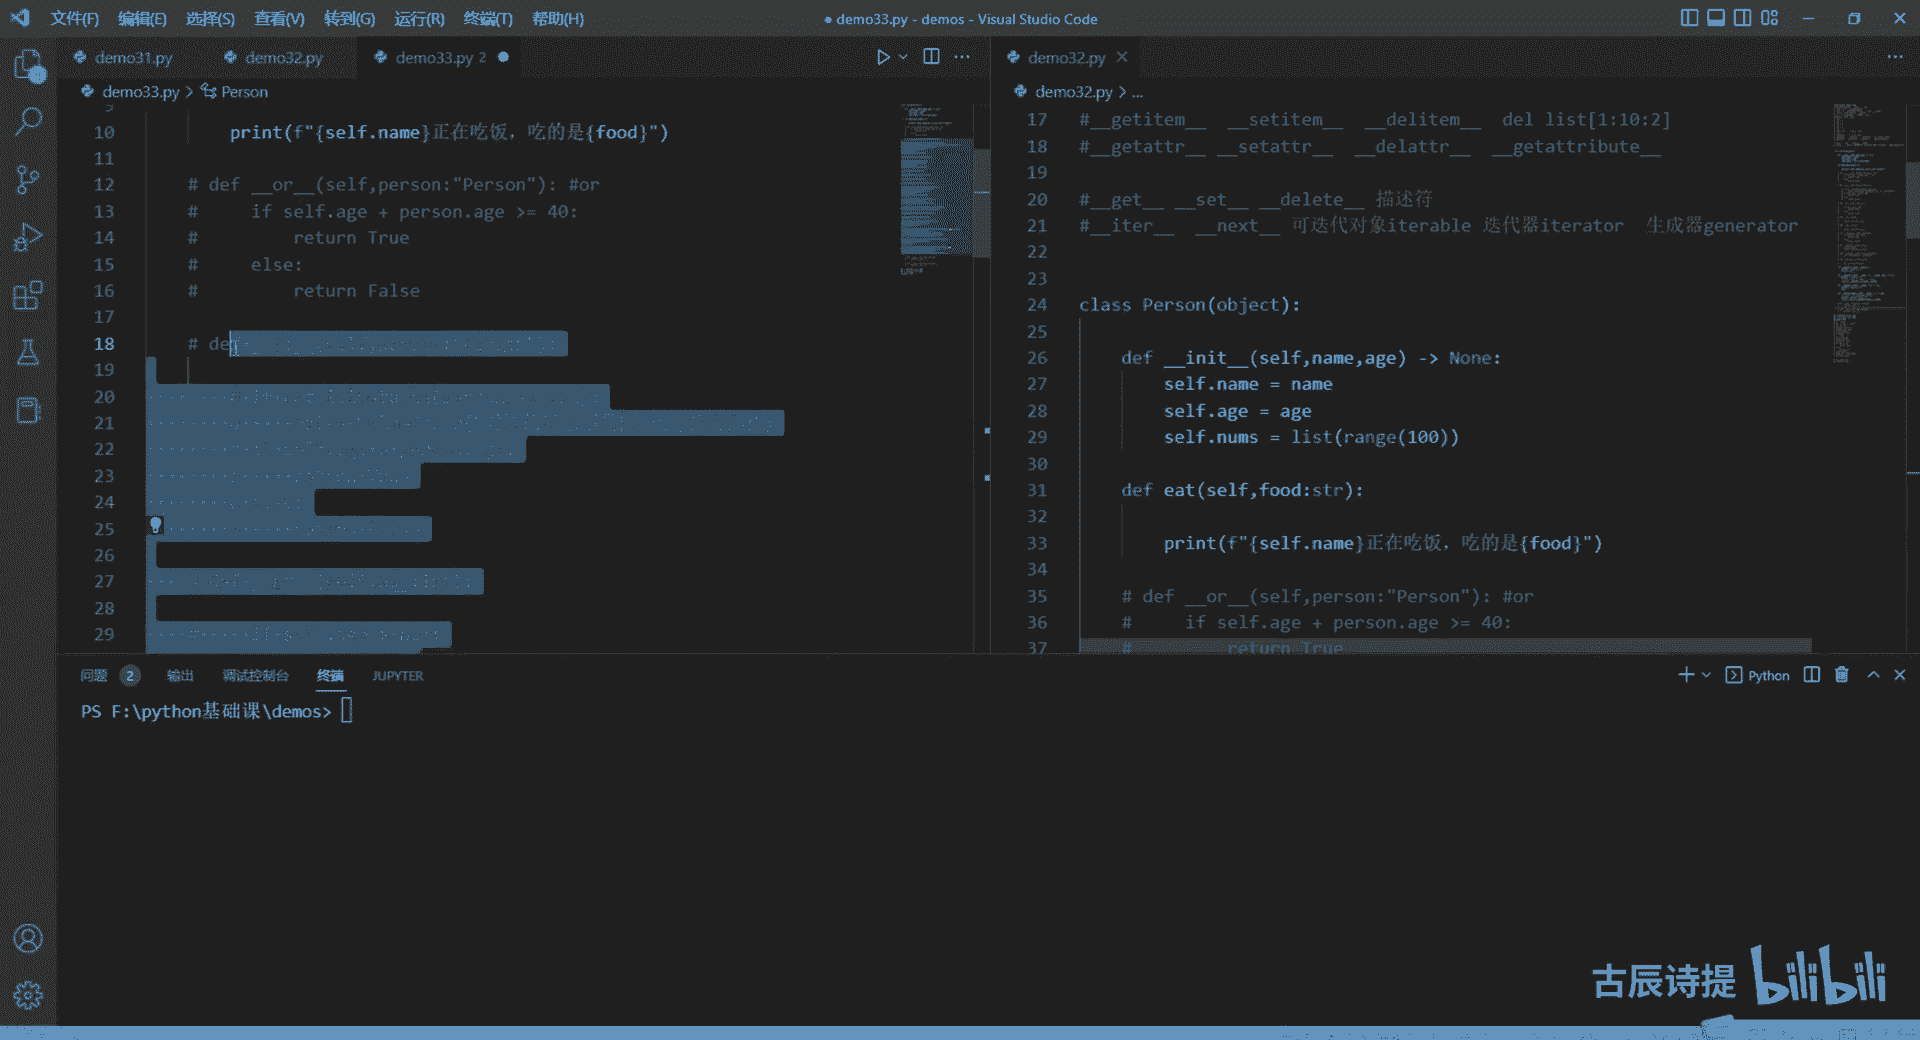 文件(F) 编辑(E) 选择(S) 查看(V) 转到(G) 运行(R) 终端(T) 帮助(H)
● demo33.py - demos - Visual Studio Code
demo31.py demo32.py demo33.py 2
demo33.py > Person
9
10 print(f"{self.name}正在吃饭，吃的是{food}")
11
12 # def __or__(self,person:"Person"): #or
13 # if self.age + person.age >= 40:
14 # return True
15 # else:
16 # return False
17
18 # def
19
20
21
22
23
24
25
26
27
28
29
demo32.py
demo32.py > ...
17 #__getitem__ __setitem__ __delitem__ del list[1:10:2]
18 #__getattr__ __setattr__ __delattr__ __getattribute__
19
20 #__get__ __set__ __delete__ 描述符
21 #__iter__ __next__ 可迭代对象iterable 迭代器iterator 生成器generator
22
23
24 class Person(object):
25
26 def __init__(self,name,age) -> None:
27 self.name = name
28 self.age = age
29 self.nums = list(range(100))
30
31 def eat(self,food:str):
32
33 print(f"{self.name}正在吃饭，吃的是{food}")
34
35 # def __or__(self,person:"Person"): #or
36 # if self.age + person.age >= 40:
37 # return True
问题 2 输出 调试控制台 终端 JUPYTER
Python
PS F:\python基础课\demos>
古辰诗提 bilibili